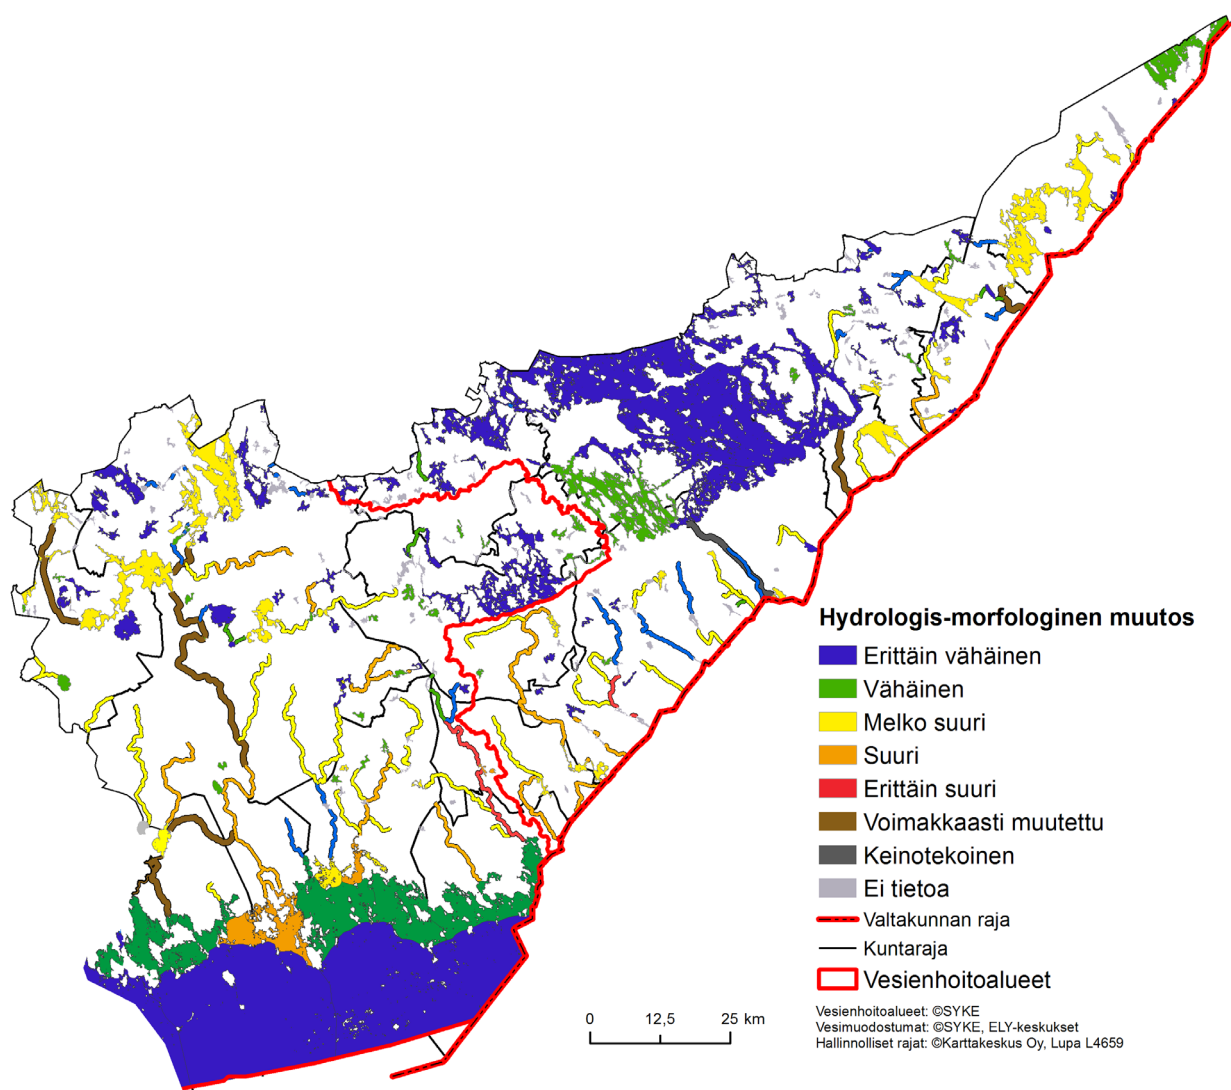 Hydrologis-morfologinen muutos
Erittäin vähäinen
Vähäinen
Melko suuri
Suuri
Erittäin suuri
Voimakkaasti muutettu
Keinotekoinen
Ei tietoa
Valtakunnan raja
Kuntaraja
Vesienhoitoalueet
0 12,5 25 km
Vesienhoitoalueet: ©SYKE
Vesimuodostumat: ©SYKE, ELY-keskukset
Hallinnolliset rajat: ©Karttakeskus Oy, Lupa L4659